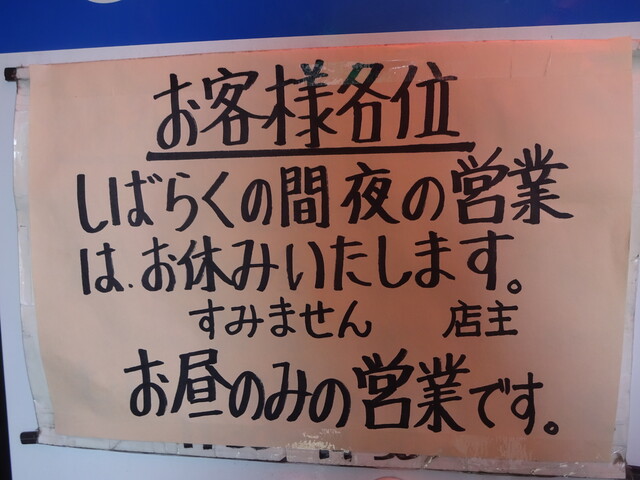 お客様各位
しばらくの間夜の営業
は、お休みいたします。
すみません 店主
お昼のみの営業です。